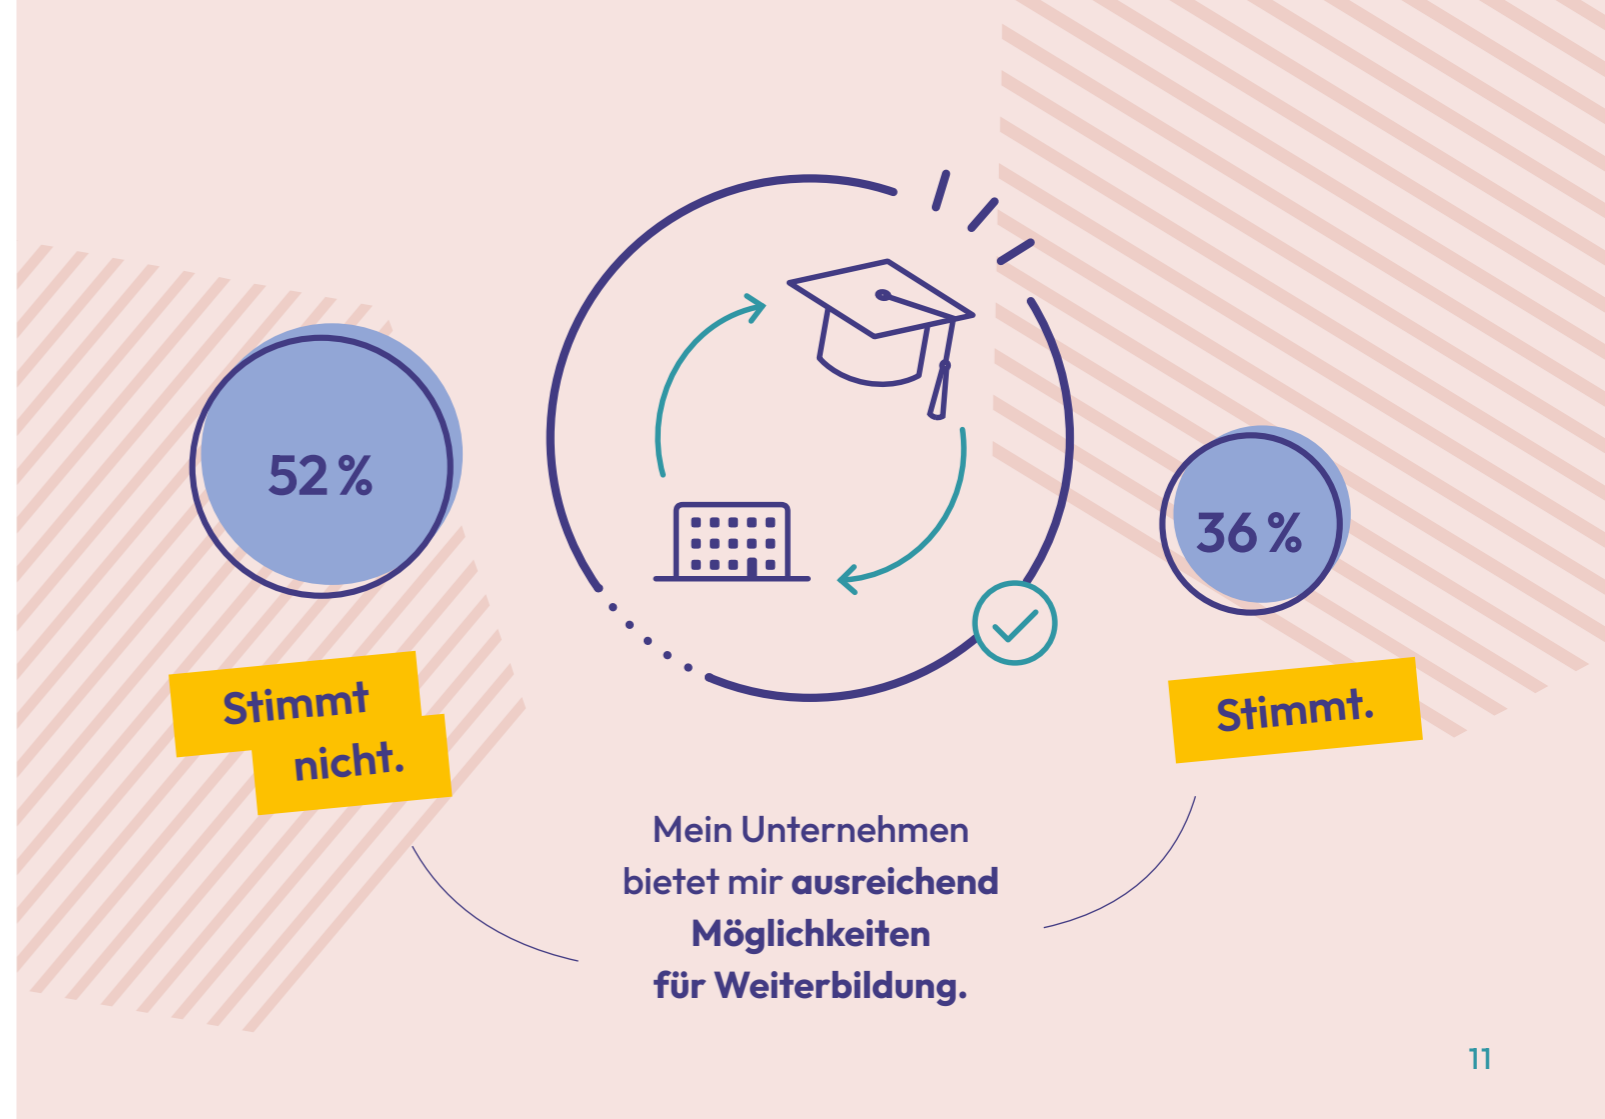 52 %
Stimmt
nicht.
36 %
Stimmt.
Mein Unternehmen
bietet mir ausreichend
Möglichkeiten
für Weiterbildung.
11